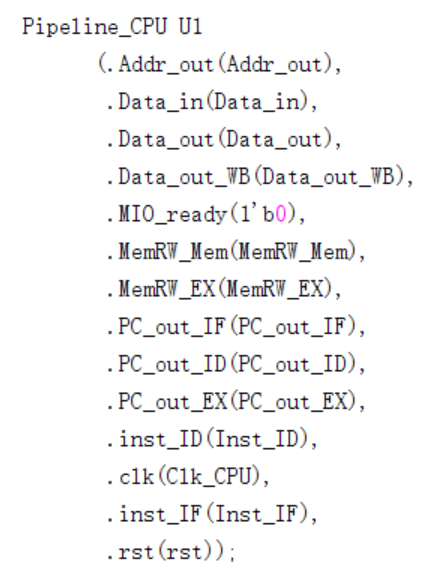 Pipeline_CPU U1
(.Addr_out(Addr_out),
.Data_in(Data_in),
.Data_out(Data_out),
.Data_out_WB(Data_out_WB),
.MIO_ready(1'b0),
.MemRW_Mem(MemRW_Mem),
.MemRW_EX(MemRW_EX),
.PC_out_IF(PC_out_IF),
.PC_out_ID(PC_out_ID),
.PC_out_EX(PC_out_EX),
.inst_ID(Inst_ID),
.clk(Clk_CPU),
.inst_IF(Inst_IF),
.rst(rst));